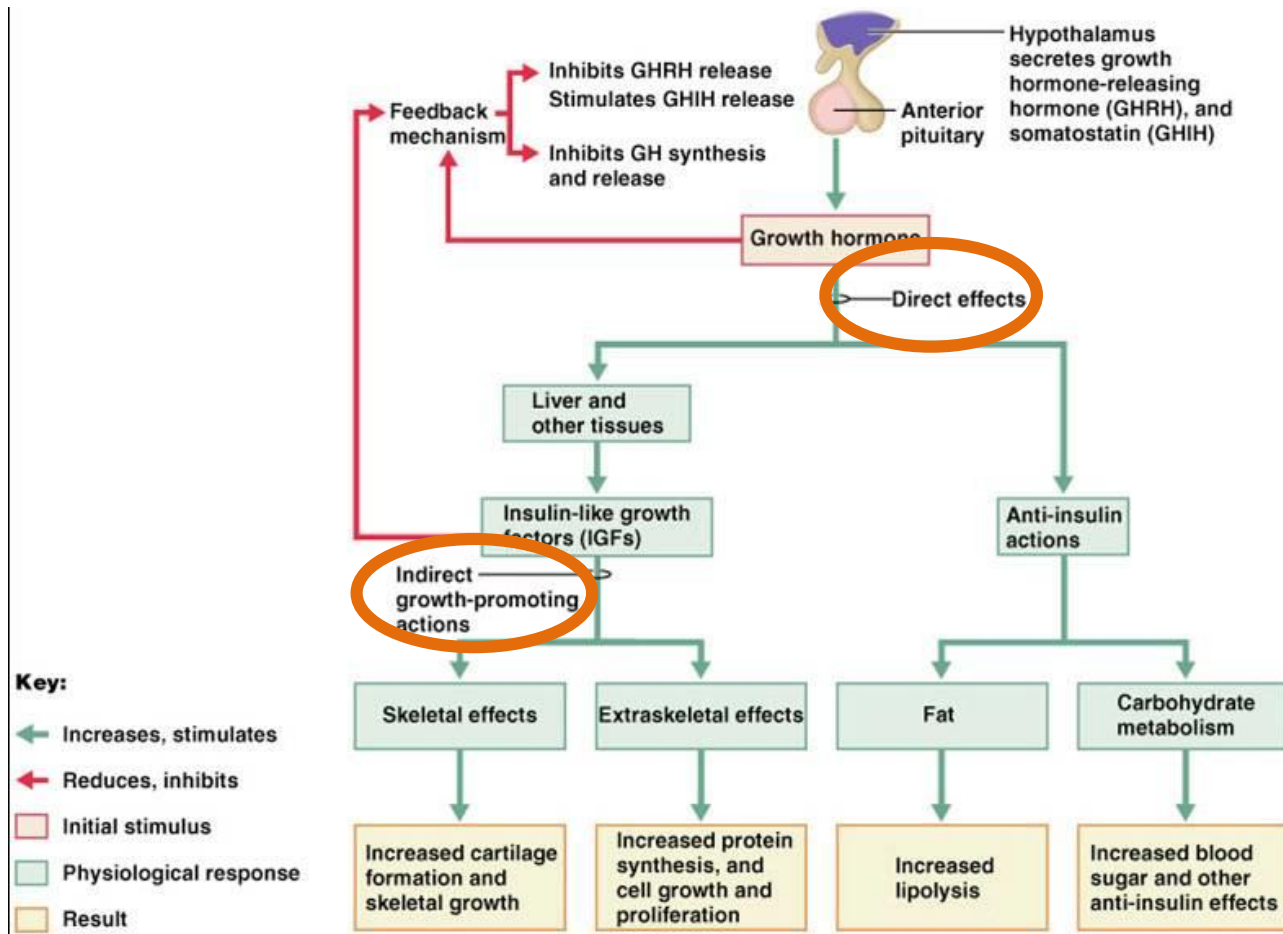 Hypothalamus
secretes growth
hormone-releasing
hormone (GHRH), and
somatostatin (GHIH)
Anterior
pituitary
Inhibits GHRH release
Stimulates GHIH release
Feedback
mechanism
Inhibits GH synthesis
and release
Growth hormone
Direct effects
Liver and
other tissues
Insulin-like growth
factors (IGFs)
Anti-insulin
actions
Indirect
growth-promoting
actions
Skeletal effects
Extraskeletal effects
Fat
Carbohydrate
metabolism
Increased cartilage
formation and
skeletal growth
Increased protein
synthesis, and
cell growth and
proliferation
Increased
lipolysis
Increased blood
sugar and other
anti-insulin effects
Key:
Increases, stimulates
Reduces, inhibits
Initial stimulus
Physiological response
Result